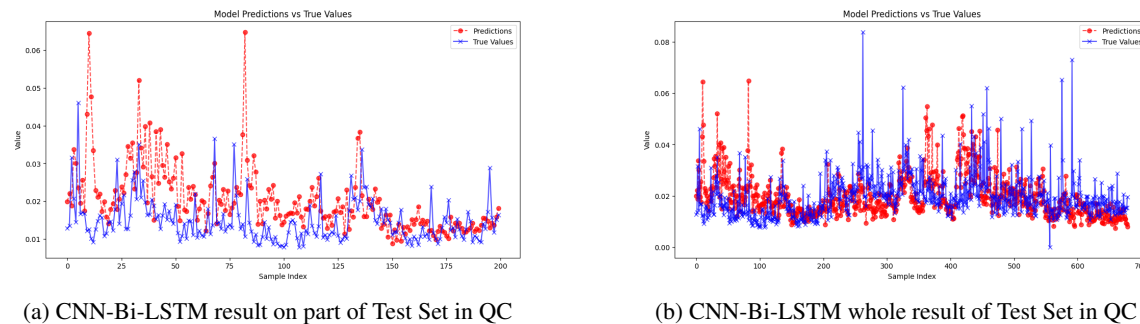 Model Predictions vs True Values
Predictions
True Values
0.06
0.05
0.04
0.03
0.02
0.01
Value
0 25 50 75 100 125 150 175 200
Sample Index
(a) CNN-Bi-LSTM result on part of Test Set in QC
Model Predictions vs True Values
Predictions
True Values
0.08
0.06
0.04
0.02
0.00
Value
0 100 200 300 400 500 600 700
Sample Index
(b) CNN-Bi-LSTM whole result of Test Set in QC